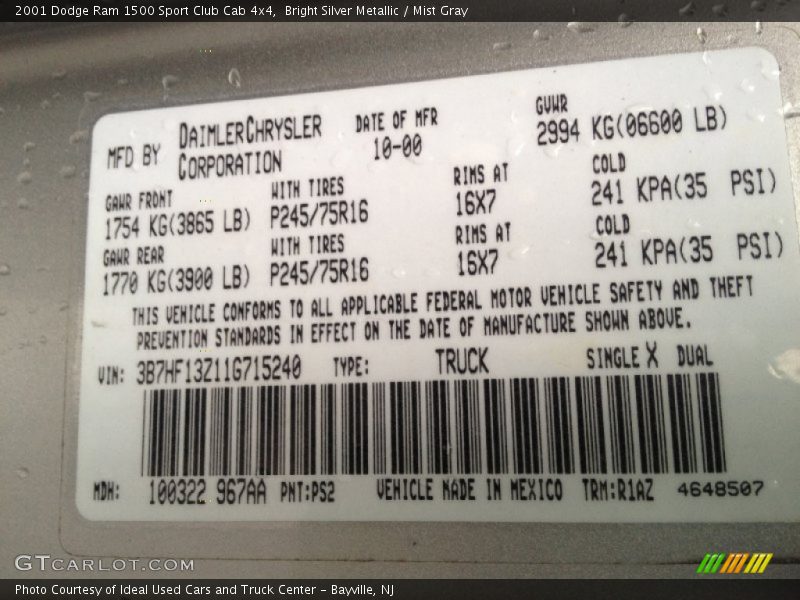 2001 Dodge Ram 1500 Sport Club Cab 4x4,  Bright Silver Metallic / Mist Gray
MFD BY DAIMLERCHRYSLER CORPORATION DATE OF MFR 10-00 GVWR 2994 KG(06600 LB)
GAWR FRONT WITH TIRES RIMS AT COLD
1754 KG(3865 LB) P245/75R16 16X7 241 KPA(35 PSI)
GAWR REAR WITH TIRES RIMS AT COLD
1770 KG(3900 LB) P245/75R16 16X7 241 KPA(35 PSI)
THIS VEHICLE CONFORMS TO ALL APPLICABLE FEDERAL MOTOR VEHICLE SAFETY AND THEFT
PREVENTION STANDARDS IN EFFECT ON THE DATE OF MANUFACTURE SHOWN ABOVE.
VIN: 3B7HF13Z11G715240 TYPE: TRUCK SINGLE X DUAL
MDH: 100322 967AA PNT:PS2 VEHICLE MADE IN MEXICO TRM:R1AZ 4648507
GTCARLOT.COM
Photo Courtesy of Ideal Used Cars and Truck Center – Bayville, NJ